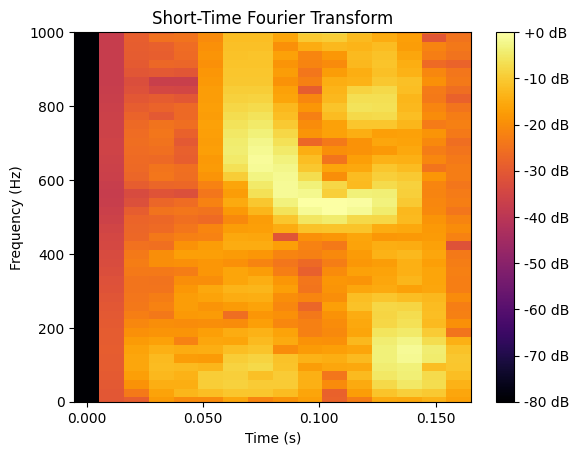 Short-Time Fourier Transform
1000
800
600
400
200
0
Frequency (Hz)
0.000
0.050
0.100
0.150
Time (s)
+0 dB
-10 dB
-20 dB
-30 dB
-40 dB
-50 dB
-60 dB
-70 dB
-80 dB